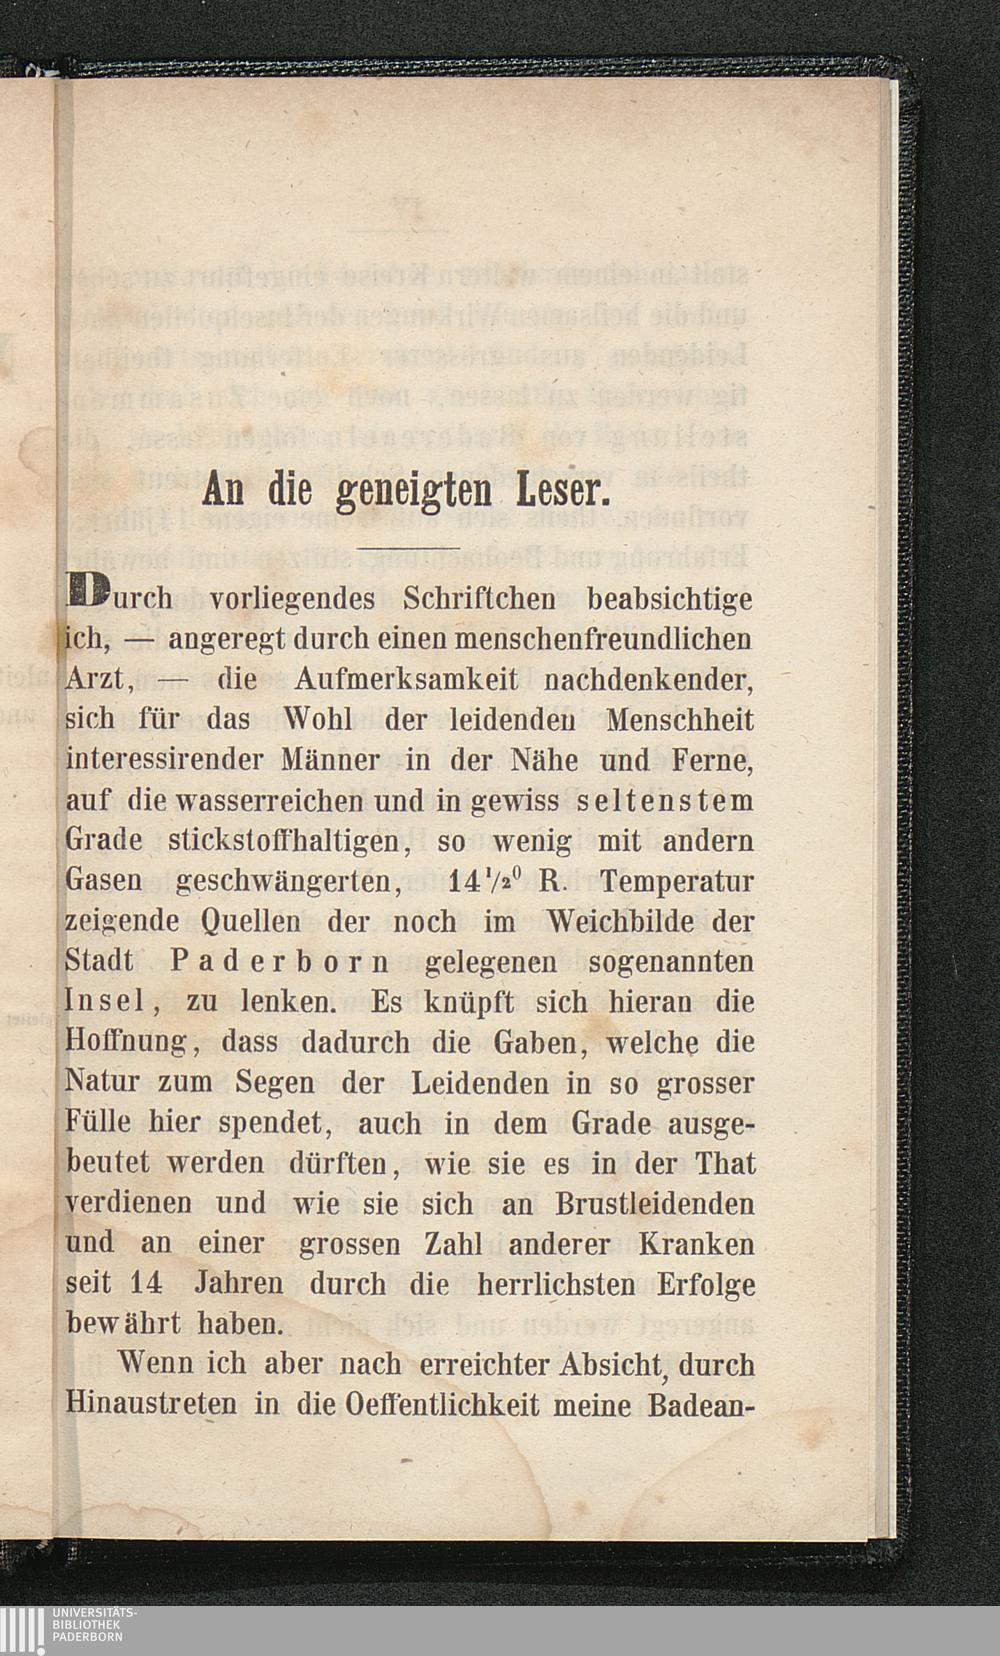 An die geneigten Leser.
Durch vorliegendes Schriftchen beabsichtige
ich, — angeregt durch einen menschenfreundlichen
Arzt, — die Aufmerksamkeit nachdenkender,
sich für das Wohl der leidenden Menschheit
interessirender Männer in der Nähe und Ferne,
auf die wasserreichen und in gewiss seltenstem
Grade stickstoffhaltigen, so wenig mit andern
Gasen geschwängerten, 14½⁰ R. Temperatur
zeigende Quellen der noch im Weichbilde der
Stadt Paderborn gelegenen sogenannten
Insel, zu lenken. Es knüpft sich hieran die
Hoffnung, dass dadurch die Gaben, welche die
Natur zum Segen der Leidenden in so grosser
Fülle hier spendet, auch in dem Grade ausge-
beutet werden dürften, wie sie es in der That
verdienen und wie sie sich an Brustleidenden
und an einer grossen Zahl anderer Kranken
seit 14 Jahren durch die herrlichsten Erfolge
bewährt haben.
Wenn ich aber nach erreichter Absicht, durch
Hinaustreten in die Oeffentlichkeit meine Badean-
UNIVERSITÄTS-
BIBLIOTHEK
PADERBORN